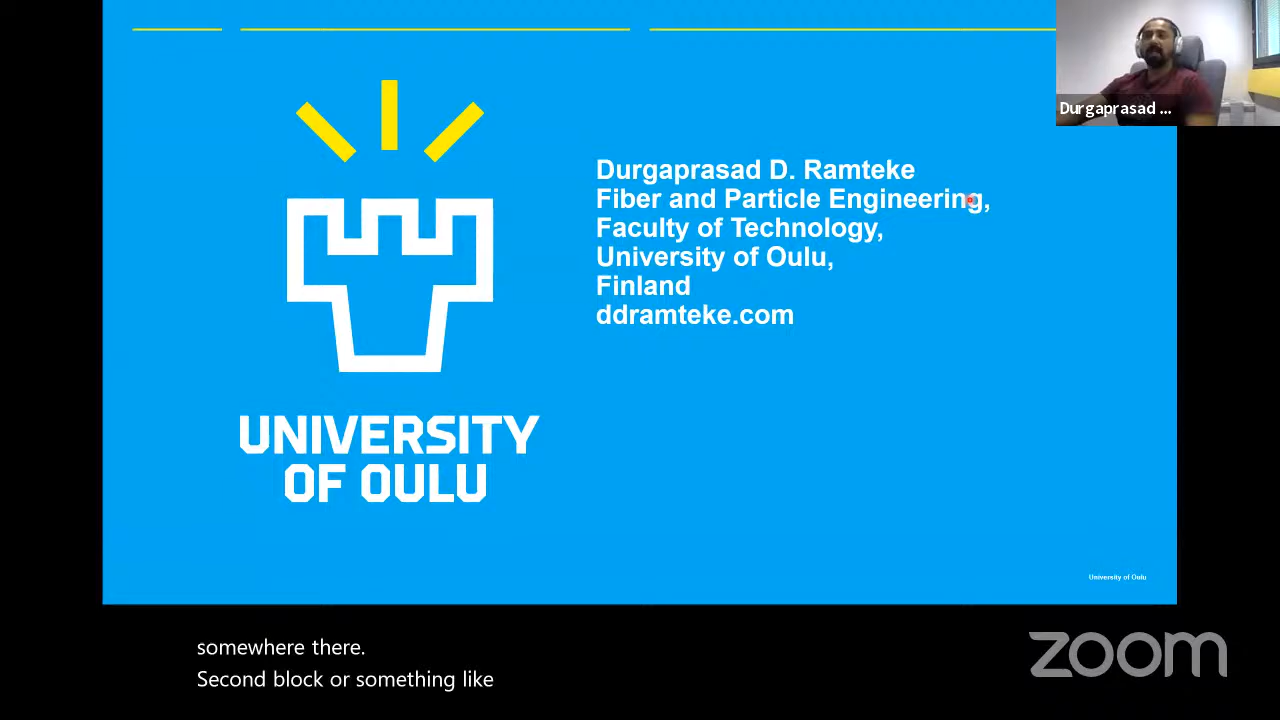 Durgaprasad ...
Durgaprasad D. Ramteke
Fiber and Particle Engineering,
Faculty of Technology,
University of Oulu,
Finland
ddramteke.com
UNIVERSITY
OF OULU
University of Oulu
somewhere there.
Second block or something like
zoom